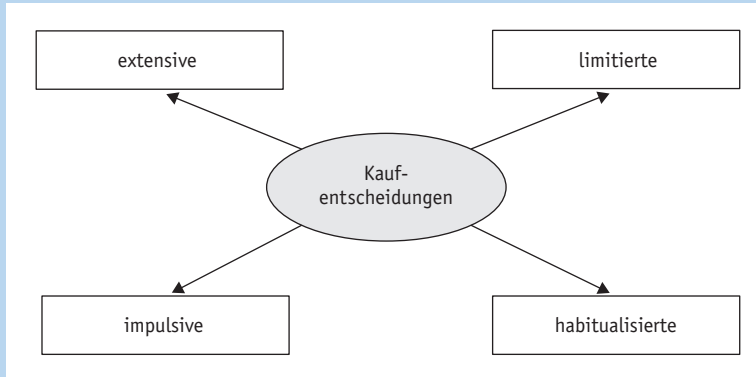 extensive
limitierte
Kauf-
entscheidungen
impulsive
habitualisierte